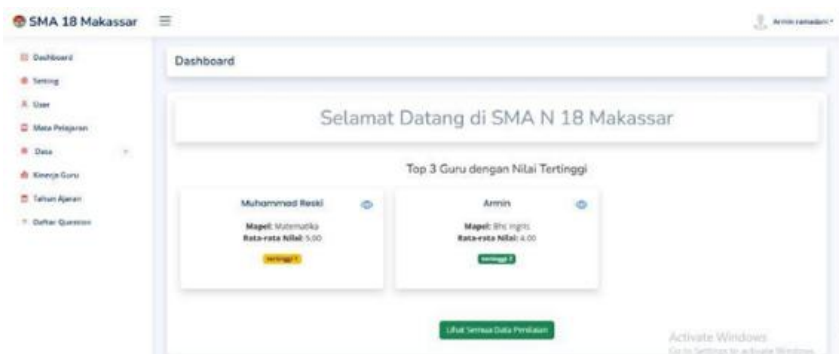 SMA 18 Makassar
Armin ramadani
Dashboard
Setting
User
Mata Pelajaran
Data
Kinerja Guru
Tahun Ajaran
Daftar Question
Dashboard
Selamat Datang di SMA N 18 Makassar
Top 3 Guru dengan Nilai Tertinggi
Muhammad Reski
Mapel: Matematika
Rata-rata Nilai: 5.00
tertinggi 1
Armin
Mapel: Bhs ingris
Rata-rata Nilai: 4.00
tertinggi 2
Lihat Semua Data Penilaian
Activate Windows
Go to Settings to activate Windows.